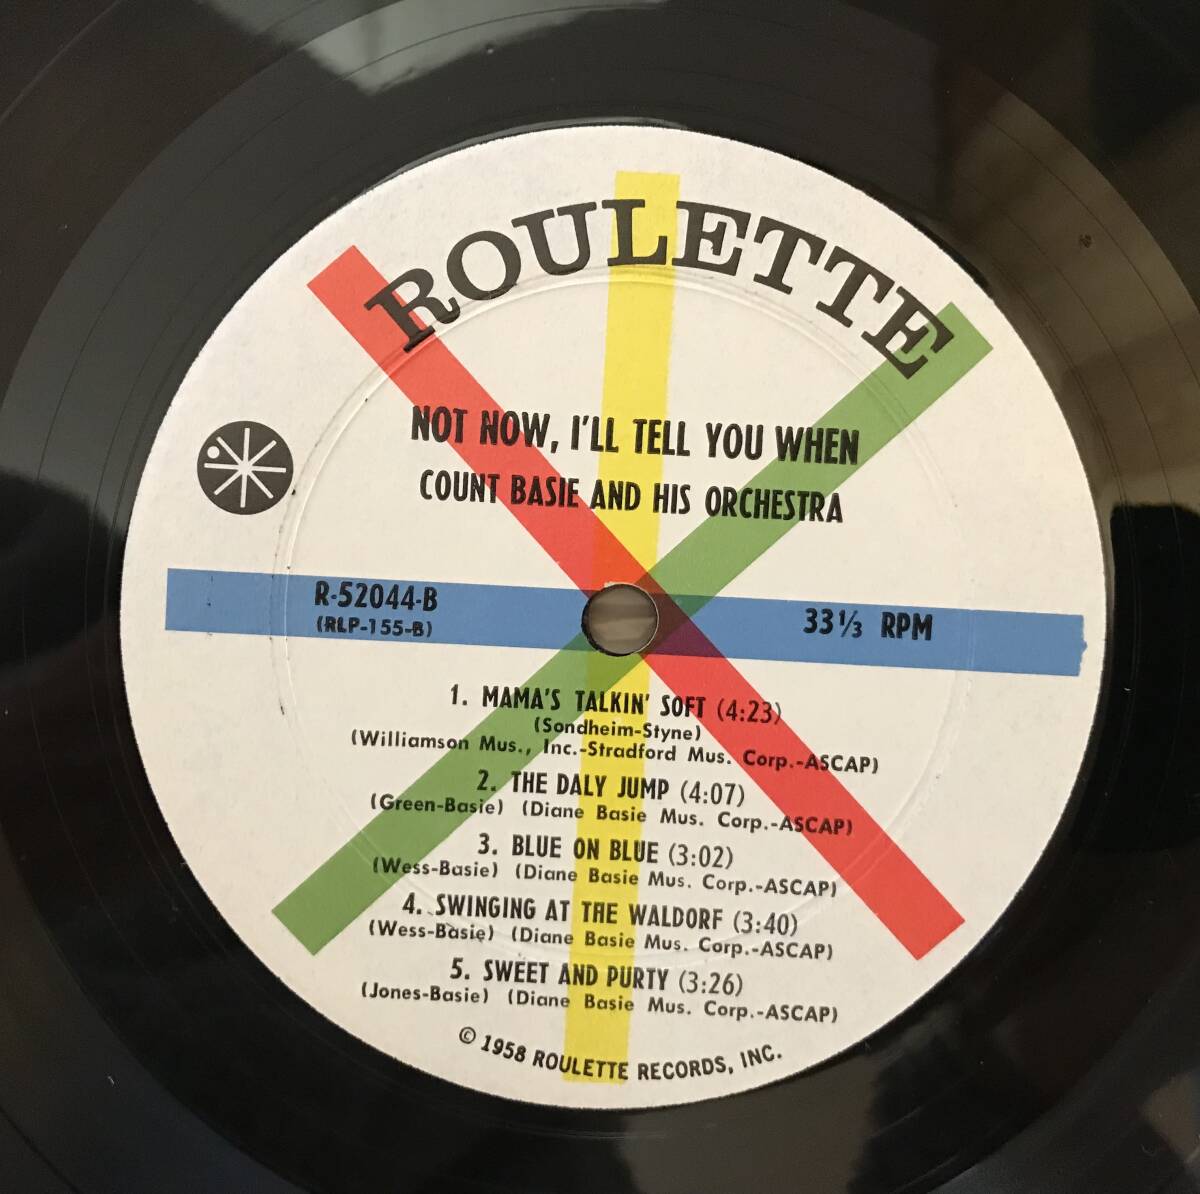 ROULETTE
NOT NOW, I'LL TELL YOU WHEN
COUNT BASIE AND HIS ORCHESTRA
R-52044-B
(RLP-155-B)
33 1/3 RPM
1. MAMA'S TALKIN' SOFT (4:23)
(Sondheim-Styne)
(Williamson Mus., Inc.-Stradford Mus. Corp.-ASCAP)
2. THE DALY JUMP (4:07)
(Green-Basie) (Diane Basie Mus. Corp.-ASCAP)
3. BLUE ON BLUE (3:02)
(Wess-Basie) (Diane Basie Mus. Corp.-ASCAP)
4. SWINGING AT THE WALDORF (3:40)
(Wess-Basie) (Diane Basie Mus. Corp.-ASCAP)
5. SWEET AND PURTY (3:26)
(Jones-Basie) (Diane Basie Mus. Corp.-ASCAP)
© 1958 ROULETTE RECORDS, INC.